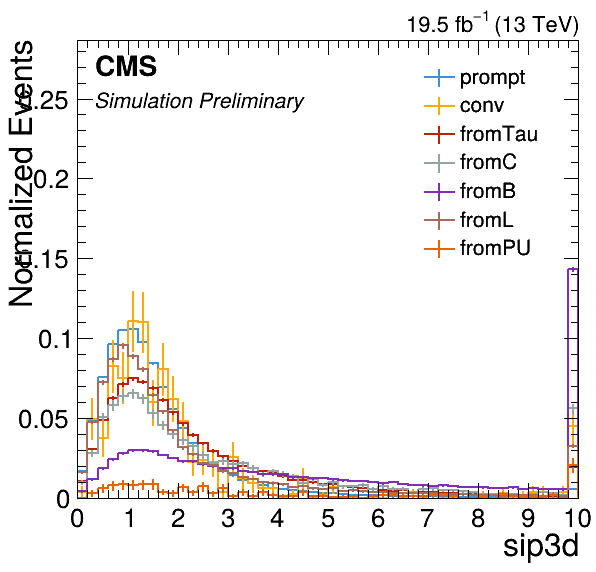 19.5 fb⁻¹ (13 TeV)
CMS
Simulation Preliminary
prompt
conv
fromTau
fromC
fromB
fromL
fromPU
Normalized Events
0.25
0.2
0.15
0.1
0.05
0
0 1 2 3 4 5 6 7 8 9 10
sip3d